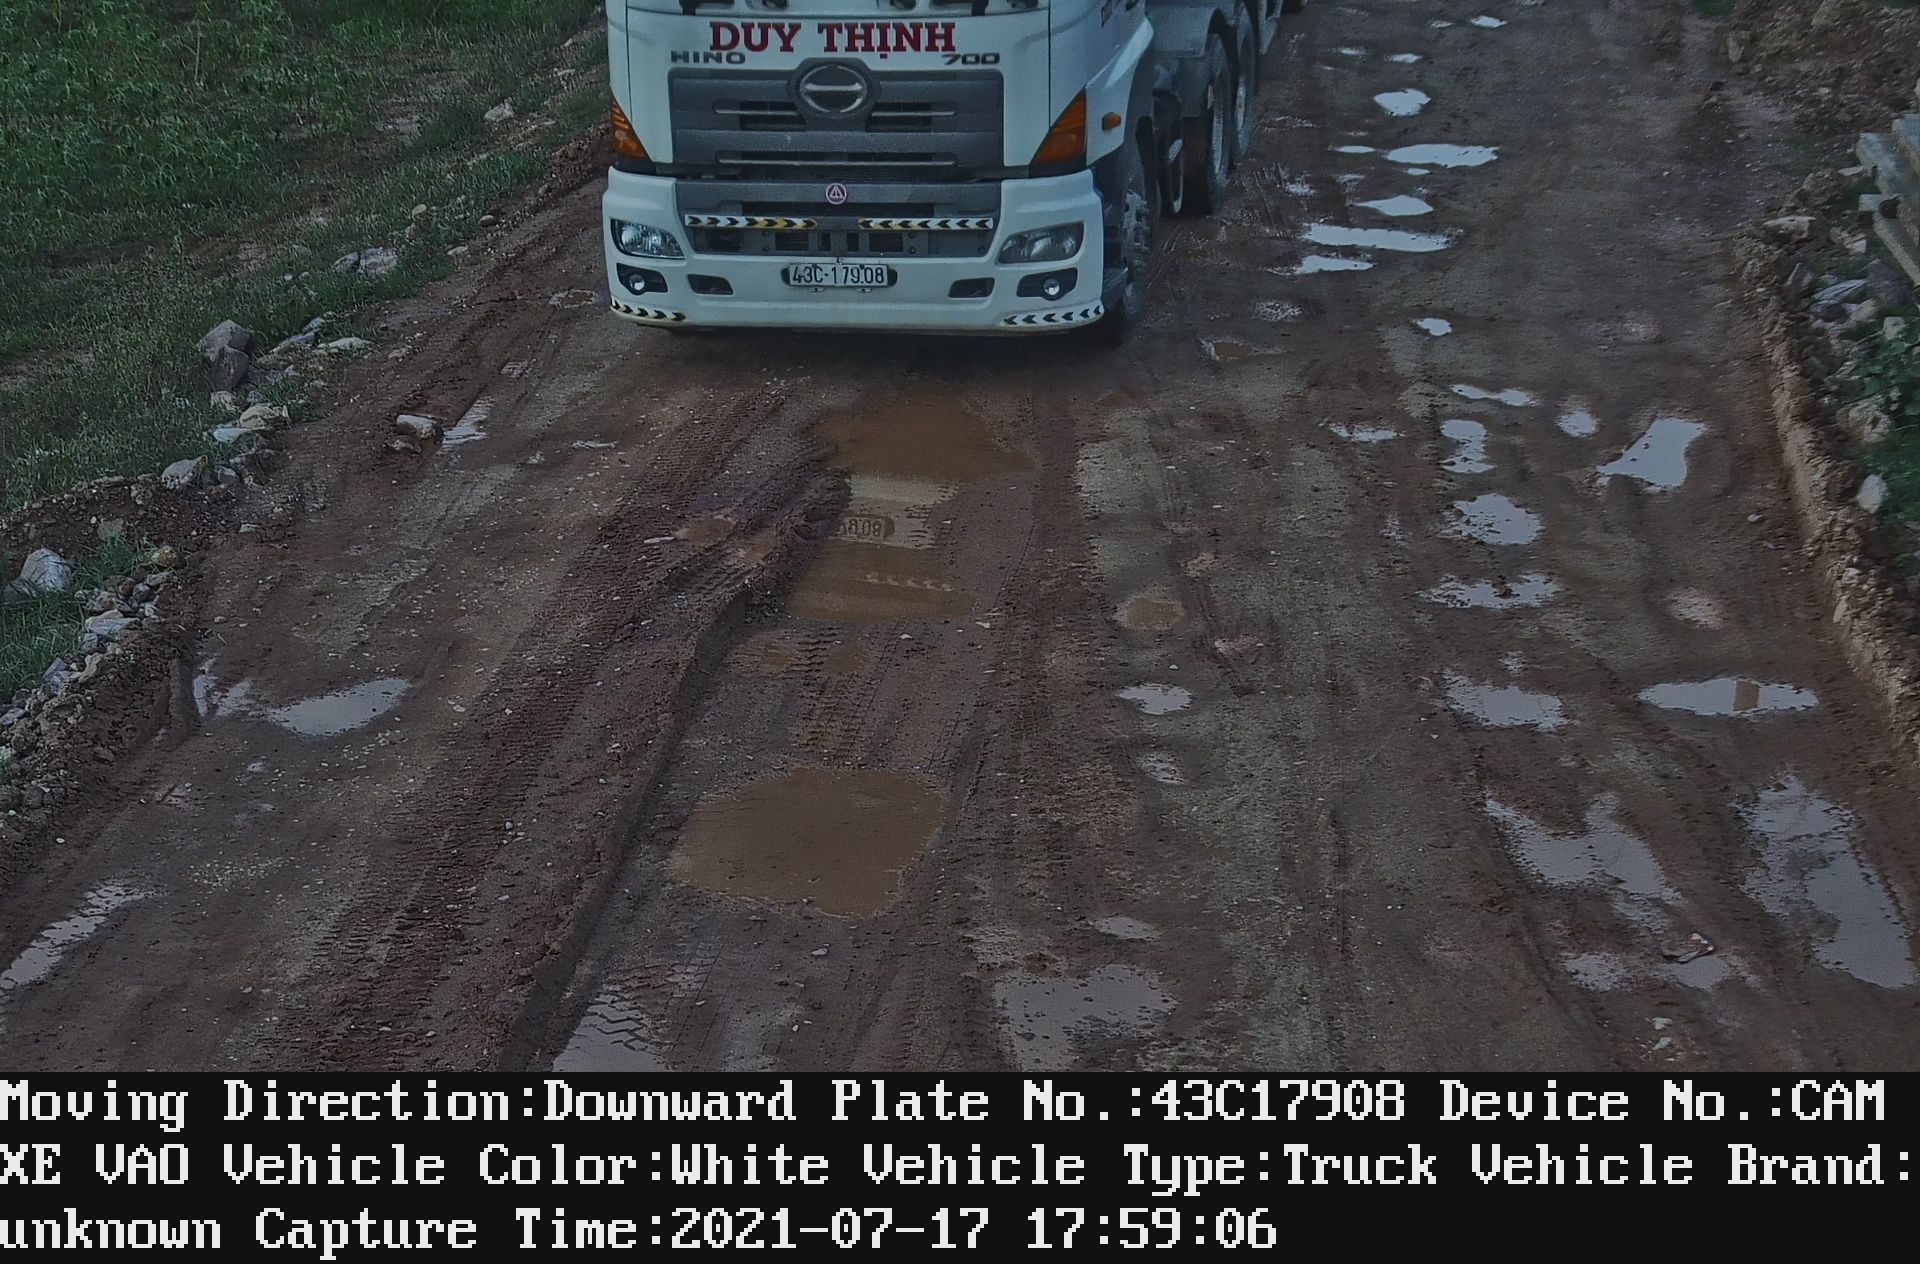 DUY THỊNH
HINO 700
43C-179.08
Moving Direction:Downward Plate No.:43C17908 Device No.:CAM
XE VAO Vehicle Color:White Vehicle Type:Truck Vehicle Brand:
unknown Capture Time:2021-07-17 17:59:06